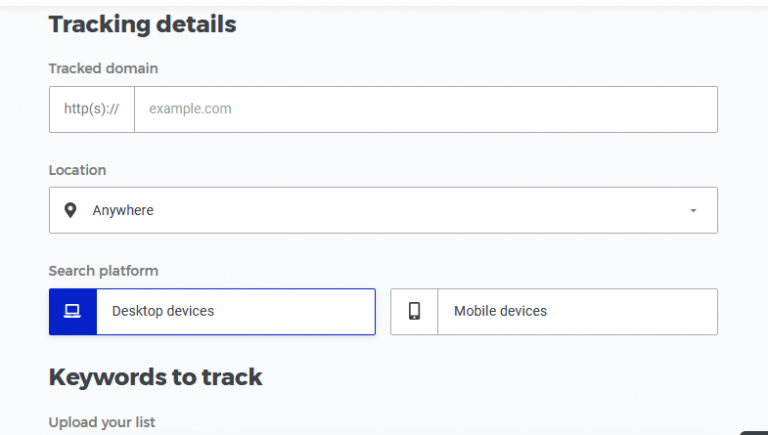 Tracking details
Tracked domain
http(s):// example.com
Location
Anywhere
Search platform
Desktop devices Mobile devices
Keywords to track
Upload your list